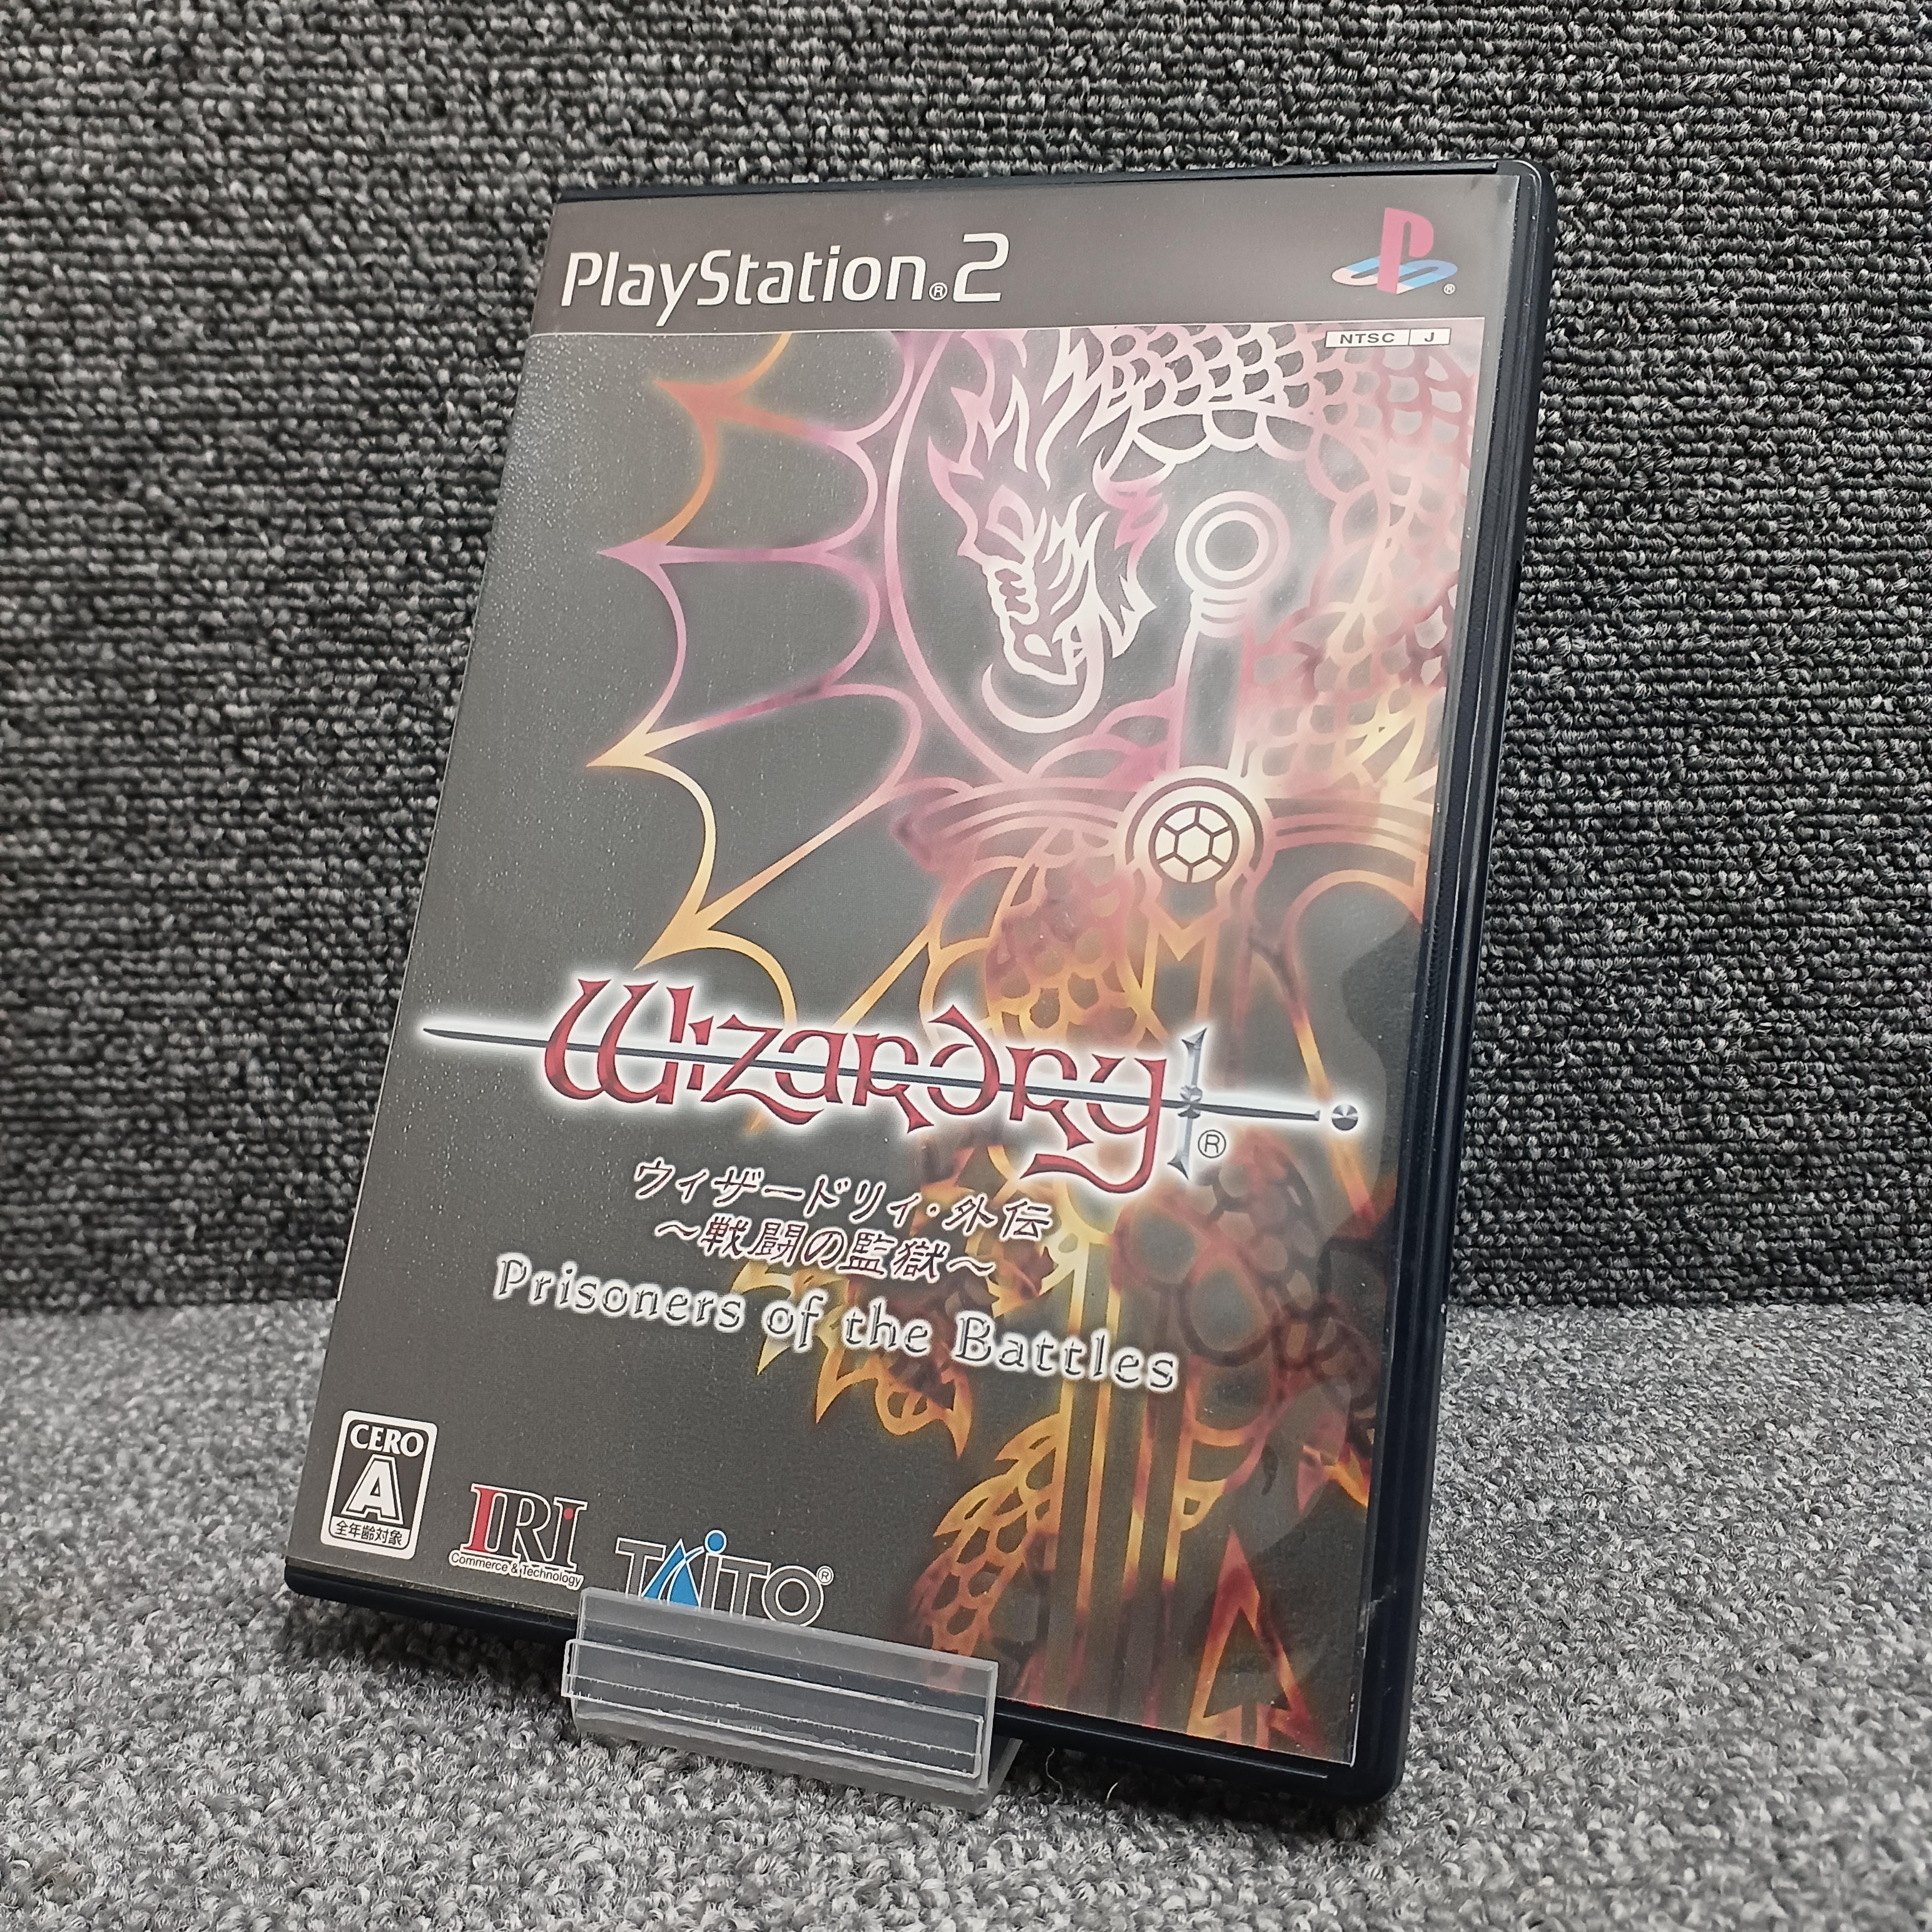 PlayStation®2
P®
NTSC J
Wizardry®
ウィザードリィ・外伝
～戦闘の監獄～
Prisoners of the Battles
CERO
A
全年齢対象
IRI
Commerce & Technology
TAITO®